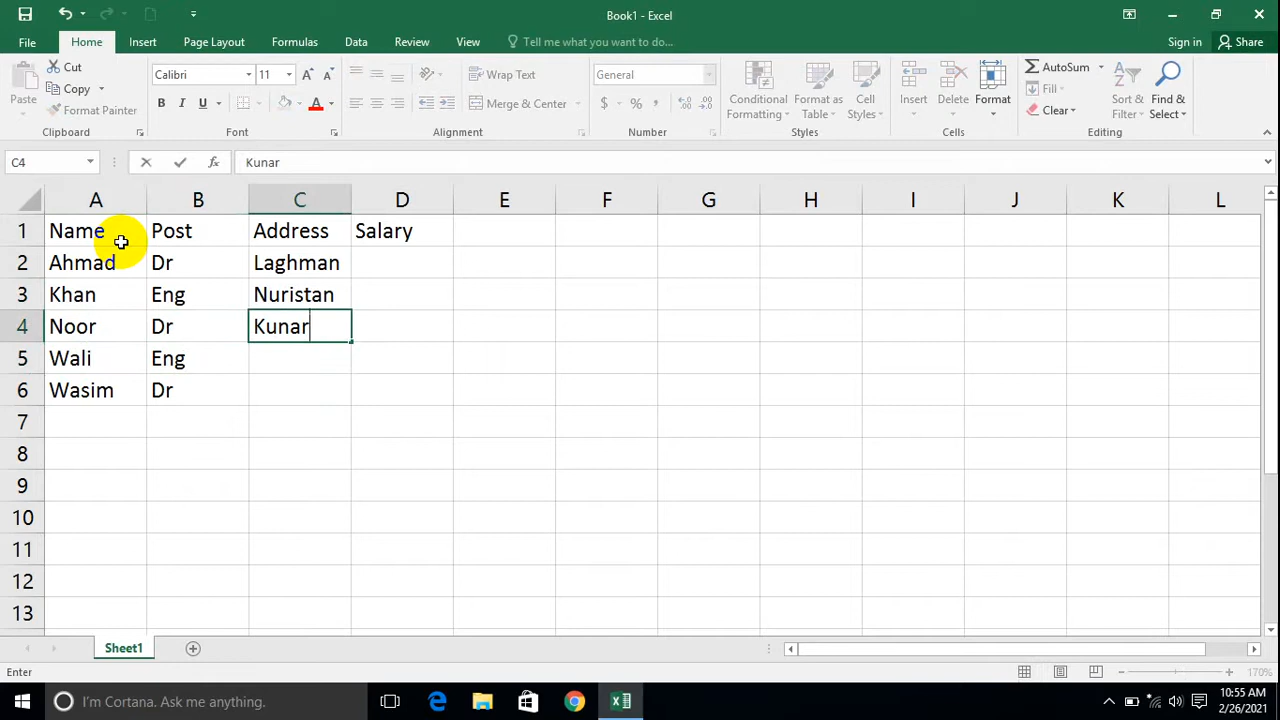 Book1 - Excel
File Home Insert Page Layout Formulas Data Review View Tell me what you want to do... Sign in Share
Cut
Copy
Format Painter
Paste
Clipboard
Calibri 11
B I U
Font
Wrap Text
Merge & Center
Alignment
General
$ % ,
Number
Conditional Formatting
Format as Table
Cell Styles
Styles
Insert Delete Format
Cells
AutoSum
Fill
Clear
Sort & Filter
Find & Select
Editing
C4 fx Kunar
A B C D E F G H I J K L
1 Name Post Address Salary
2 Ahmad Dr Laghman
3 Khan Eng Nuristan
4 Noor Dr Kunar
5 Wali Eng
6 Wasim Dr
7
8
9
10
11
12
13
Sheet1
Enter 170%
I'm Cortana. Ask me anything.
10:55 AM
2/26/2021